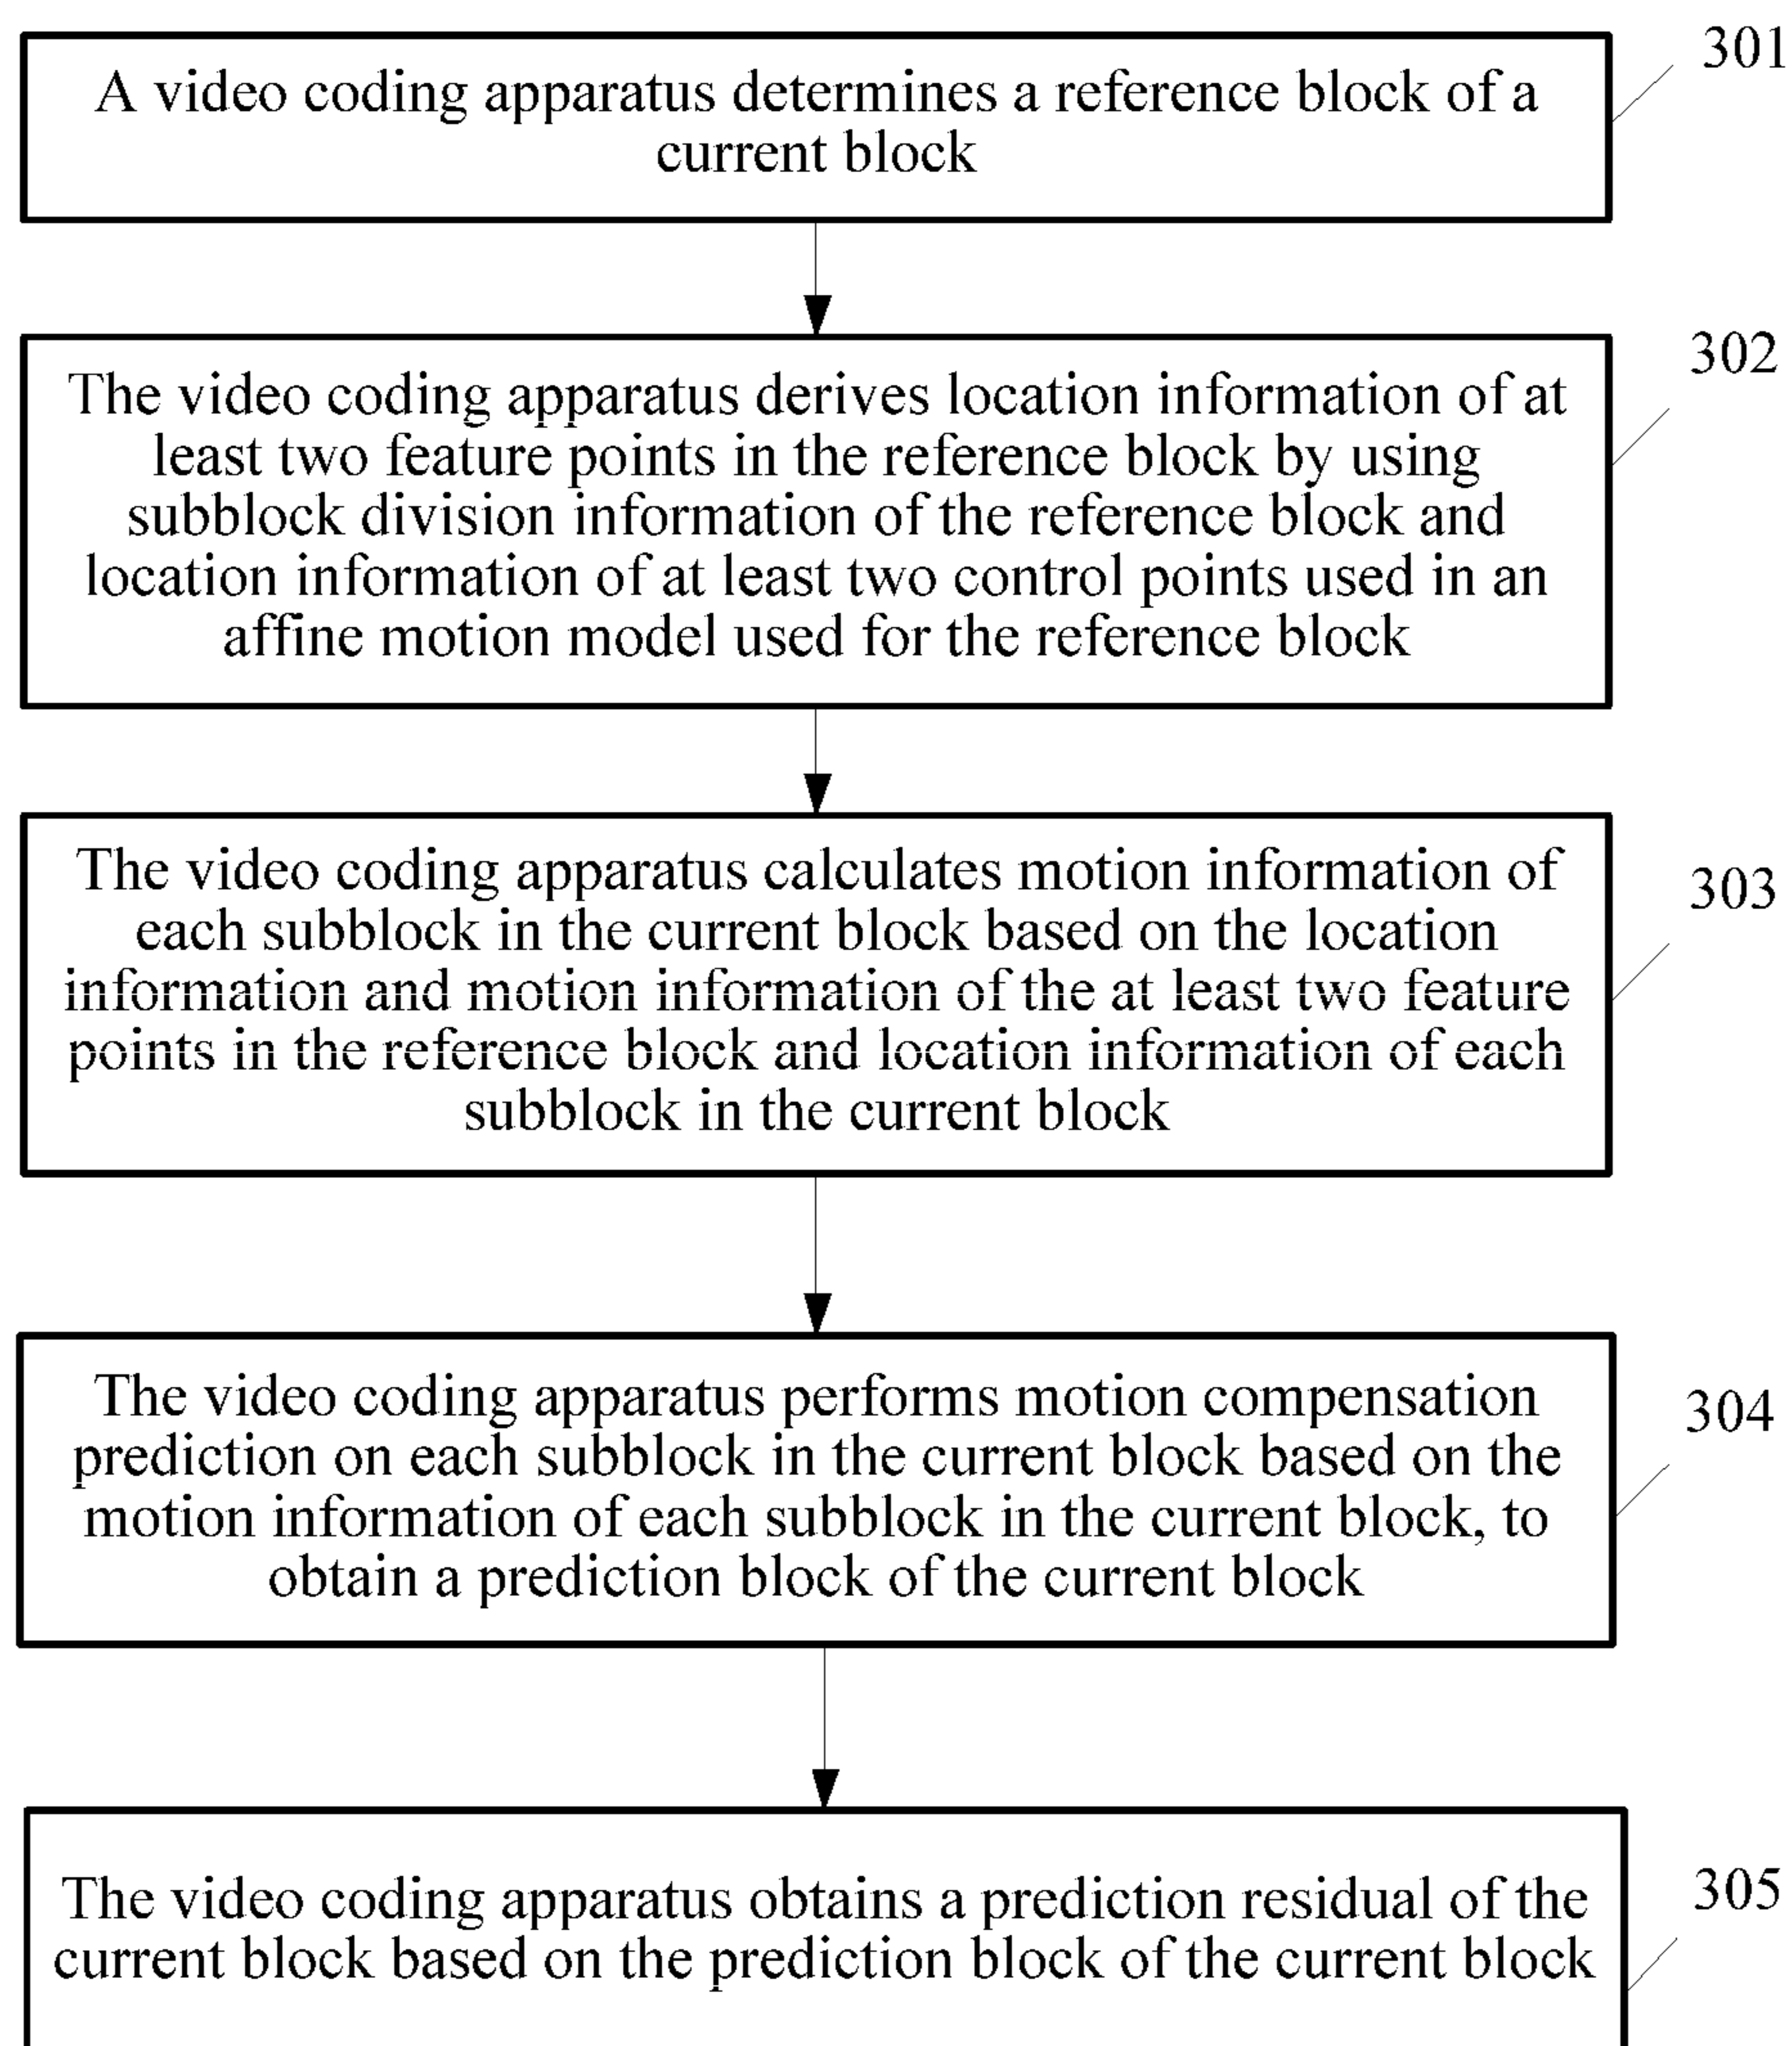 301
A video coding apparatus determines a reference block of a
current block
302
The video coding apparatus derives location information of at
least two feature points in the reference block by using
subblock division information of the reference block and
location information of at least two control points used in an
affine motion model used for the reference block
303
The video coding apparatus calculates motion information of
each subblock in the current block based on the location
information and motion information of the at least two feature
points in the reference block and location information of each
subblock in the current block
304
The video coding apparatus performs motion compensation
prediction on each subblock in the current block based on the
motion information of each subblock in the current block, to
obtain a prediction block of the current block
305
The video coding apparatus obtains a prediction residual of the
current block based on the prediction block of the current block